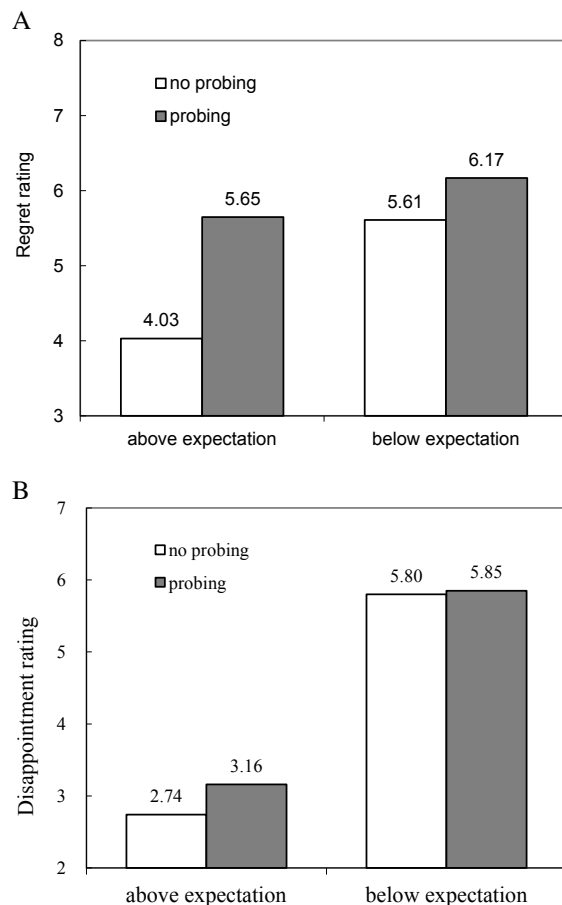 A
8
7
6
5
4
3
Regret rating
no probing
probing
4.03
5.65
5.61
6.17
above expectation
below expectation
B
7
6
5
4
3
2
Disappointment rating
no probing
probing
2.74
3.16
5.80
5.85
above expectation
below expectation